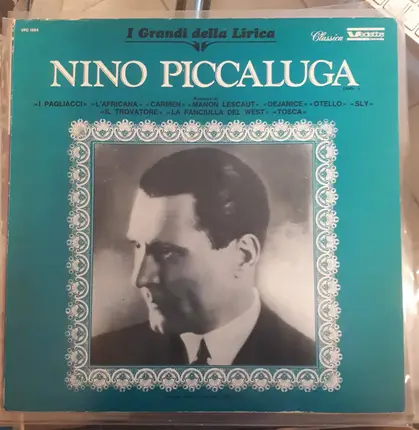 I Grandi della Lirica
Classica
Vedette
NINO PICCALUGA
«I PAGLIACCI» «L'AFRICANA» «CARMEN» «MANON LESCAUT» «DEJANICE» «OTELLO» «SLY»
«IL TROVATORE» «LA FANCIULLA DEL WEST» «TOSCA»